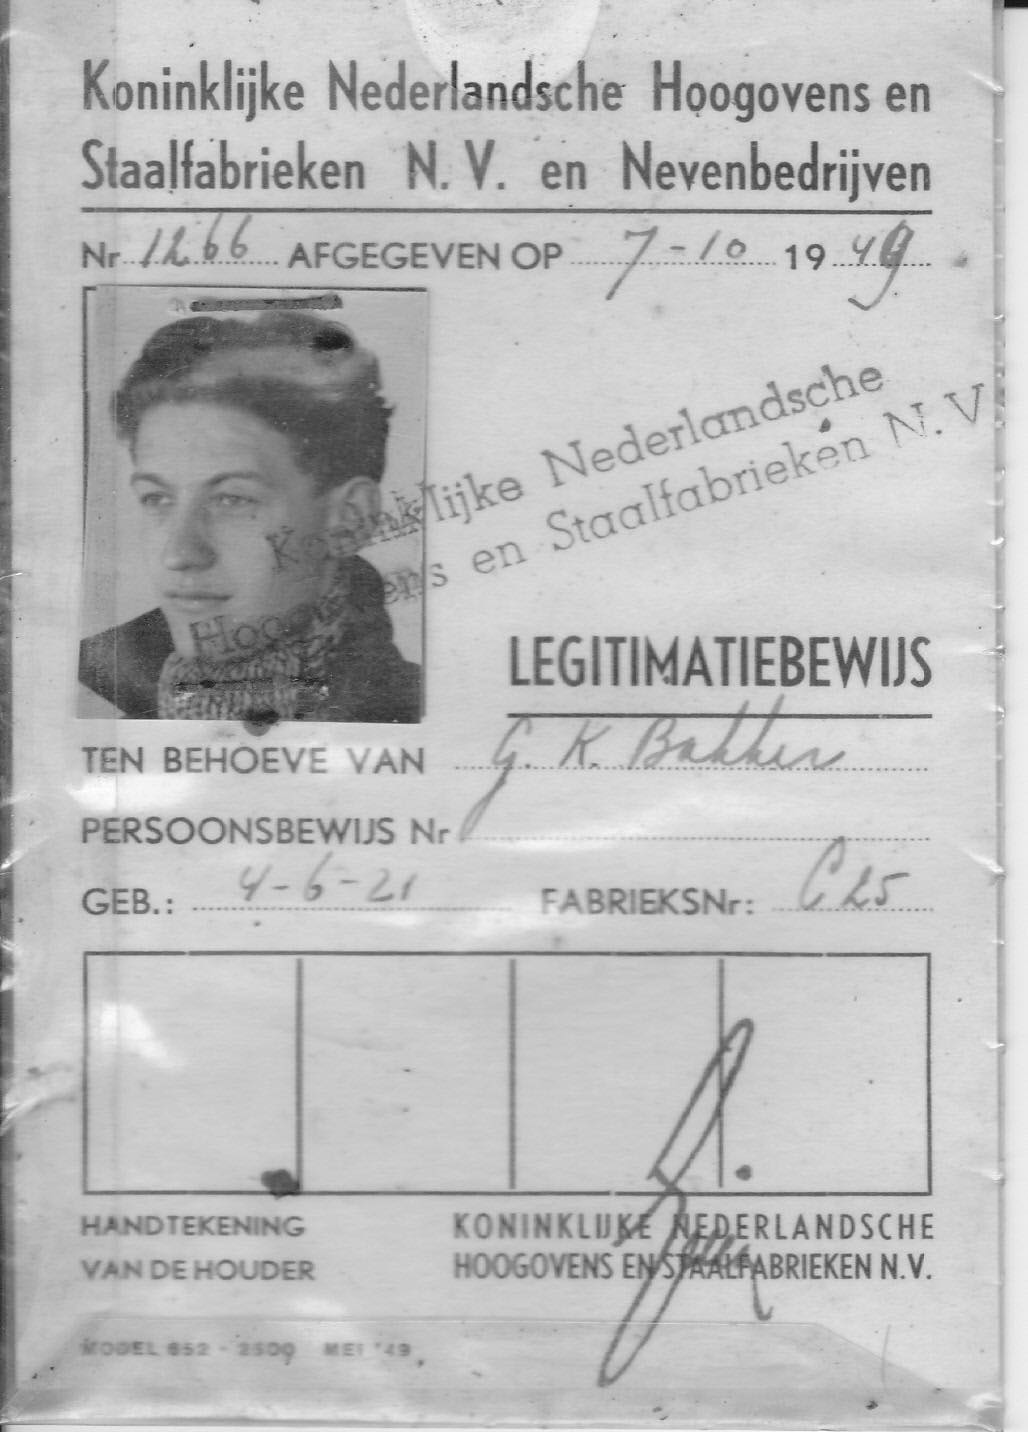 Koninklijke Nederlandsche Hoogovens en
Staalfabrieken N.V. en Nevenbedrijven
Nr 1266 AFGEGEVEN OP 7-10 1949
Koninklijke Nederlandsche
Hoogovens en Staalfabrieken N.V
LEGITIMATIEBEWIJS
TEN BEHOEVE VAN G. K. Bakker
PERSOONSBEWIJS Nr
GEB.: 4-6-21 FABRIEKSNr: C25
HANDTEKENING KONINKLIJKE NEDERLANDSCHE
VAN DE HOUDER HOOGOVENS EN STAALFABRIEKEN N.V.
MODEL 652 - 2500 MEI '49